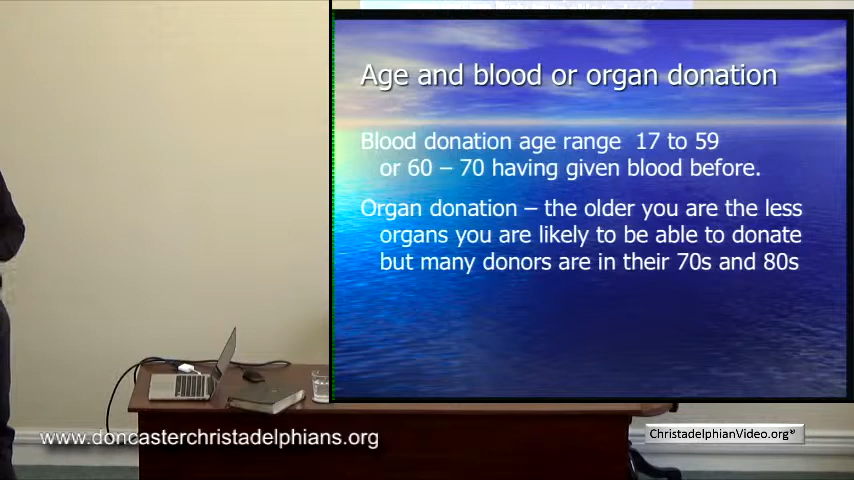 Age and blood or organ donation
Blood donation age range 17 to 59
or 60 – 70 having given blood before.
Organ donation – the older you are the less
organs you are likely to be able to donate
but many donors are in their 70s and 80s
www.doncasterchristadelphians.org
ChristadelphianVideo.org®